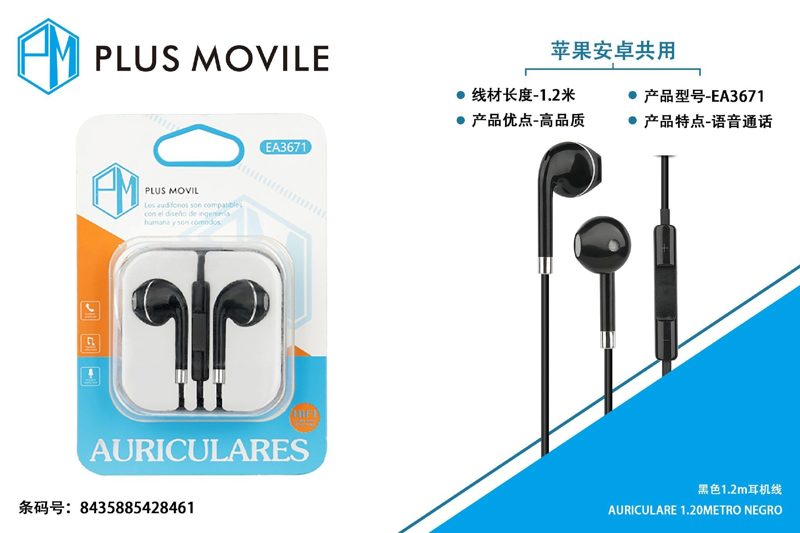 PM PLUS MOVILE
苹果安卓共用
线材长度-1.2米
产品型号-EA3671
产品优点-高品质
产品特点-语音通话
EA3671
PM
PLUS MOVIL
Los audífonos son compatibles
con el diseño de ingeniería
humana y son cómodos.
HIFI
AURICULARES
条码号：8435885428461
黑色1.2m耳机线
AURICULARE 1.20METRO NEGRO